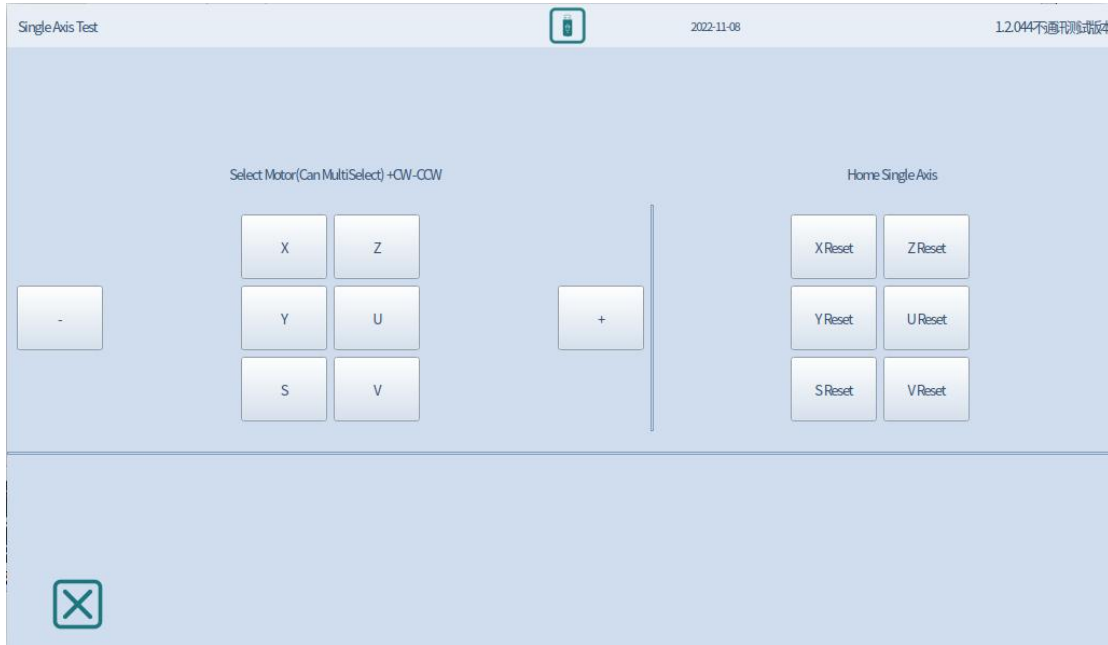 Single Axis Test
2022-11-08
1.2.044不通讯测试版本
Select Motor(Can MultiSelect) +CW-CCW
Home Single Axis
X
Z
X Reset
Z Reset
-
Y
U
+
Y Reset
U Reset
S
V
S Reset
V Reset